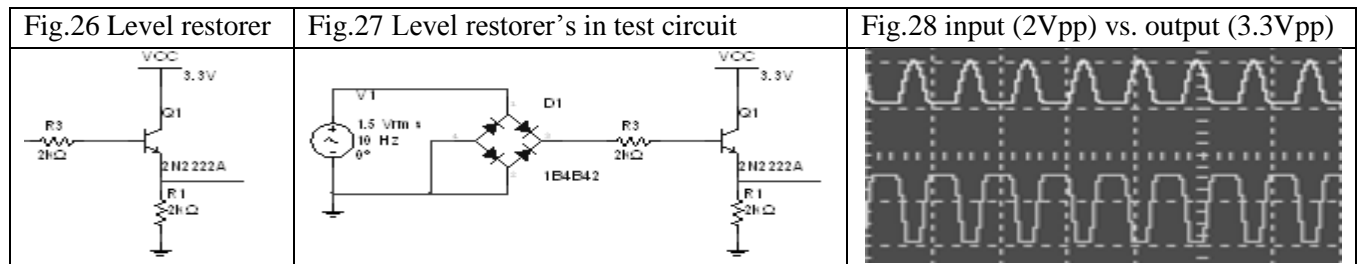 Fig.26 Level restorer
Fig.27 Level restorer’s in test circuit
Fig.28 input (2Vpp) vs. output (3.3Vpp)
VCC
3.3V
Q1
R3
2kΩ
2N2222A
R1
2kΩ
V1
1.5 Vrms
10 Hz
0°
D1
1B4B42
R3
2kΩ
VCC
3.3V
Q1
2N2222A
R1
2kΩ